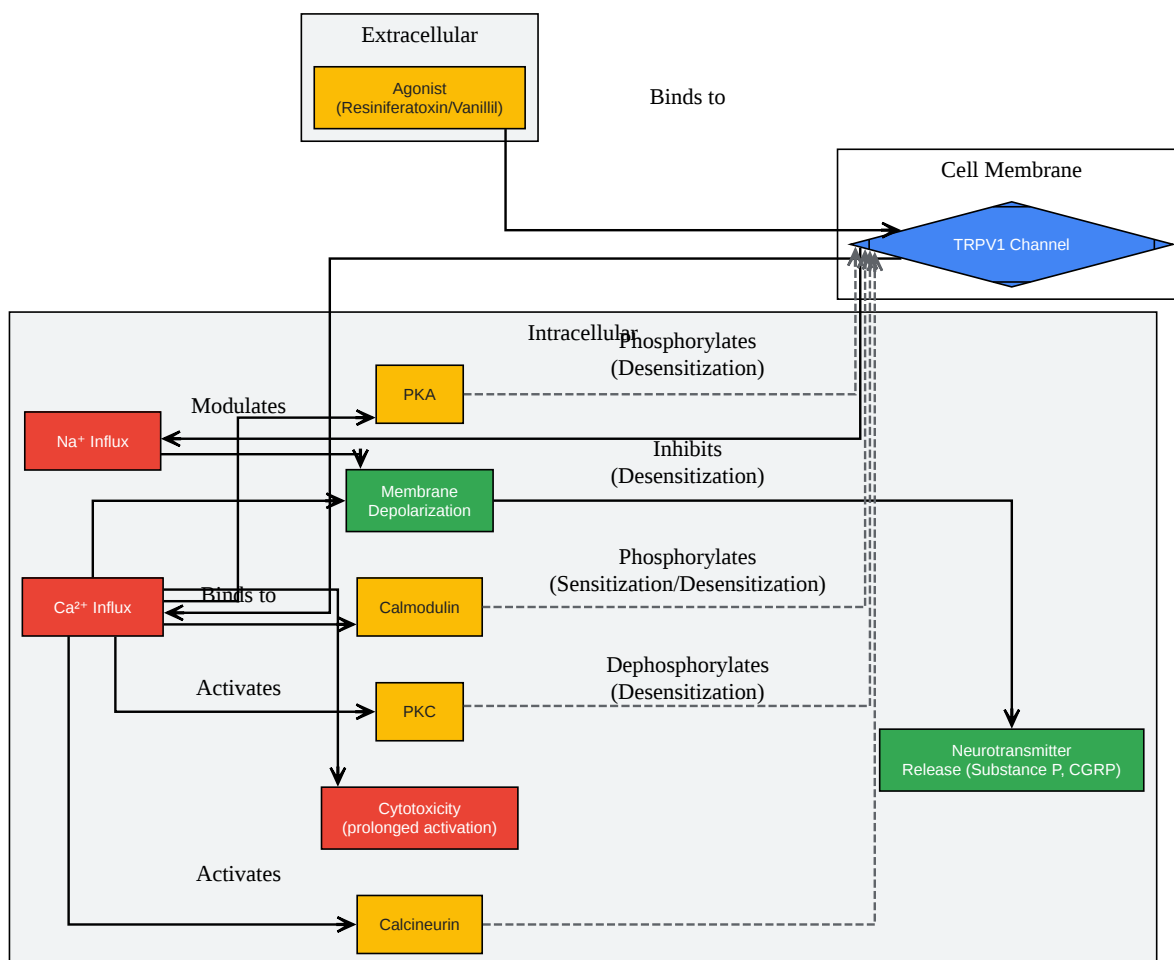 Extracellular
Agonist
(Resiniferatoxin/Vanillil)
Binds to
Cell Membrane
TRPV1 Channel
Intracellular
Phosphorylates
(Desensitization)
PKA
Modulates
Na⁺ Influx
Inhibits
(Desensitization)
Membrane
Depolarization
Phosphorylates
(Sensitization/Desensitization)
Ca²⁺ Influx
Binds to
Calmodulin
Dephosphorylates
(Desensitization)
Activates
PKC
Neurotransmitter
Release (Substance P, CGRP)
Cytotoxicity
(prolonged activation)
Activates
Calcineurin